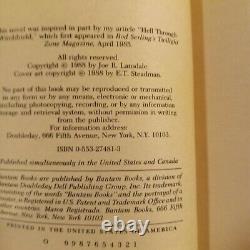 This novel was inspired by my article "Hell Through
Windshield", which first appeared in Rod Serling's Twilight
Zone Magazine, April 1985.
All rights reserved.
Copyright © 1988 by Joe R. Lansdale.
Cover art copyright © 1988 by E.T. Steadman.
No part of this book may be reproduced or transmitted
in any form or by any means, electronic or mechanical,
including photocopying, recording, or by any information
storage and retrieval system, without permission in
writing from the publisher.
For information address:
Doubleday, 666 Fifth Avenue, New York, N.Y. 10103.
ISBN 0-553-27481-3
Published simultaneously in the United States and Canada
Bantam Books are published by Bantam Books, a division of
Bantam Doubleday Dell Publishing Group, Inc. Its trademark,
consisting of the words "Bantam Books" and the portrayal of a
rooster, is Registered in U.S. Patent and Trademark Office and in
other countries. Marca Registrada. Bantam Books, 666 Fifth
Avenue, New York, New York 10103.
PRINTED IN THE UNITED STATES OF AMERICA
O 0 9 8 7 6 5 4 3 2 1